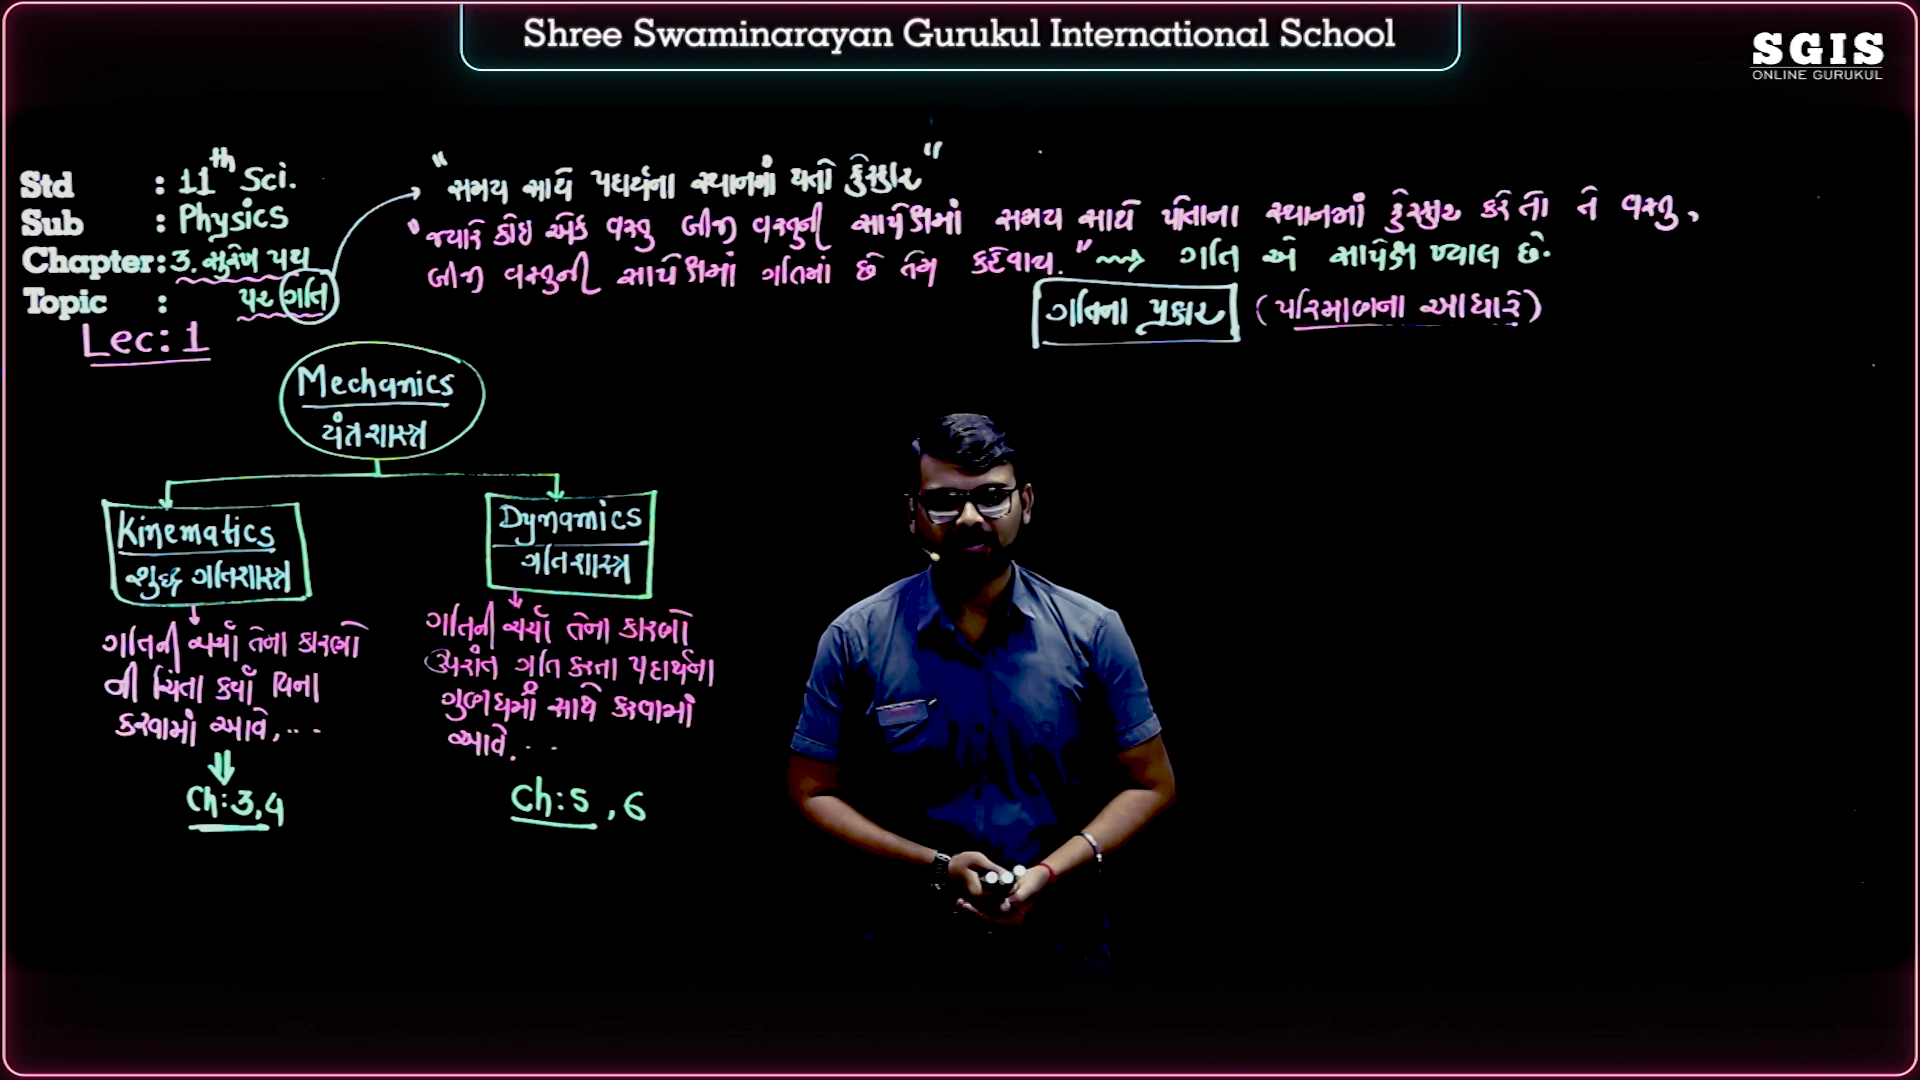 Shree Swaminarayan Gurukul International School
SGIS
ONLINE GURUKUL
Std : 11th Sci.
Sub : Physics
Chapter: 3. સુરેખ પથ
Topic : પર ગતિ
Lec: 1
"સમય સાથે પદાર્થના સ્થાનમાં થતો ફેરફાર"
"જ્યારે કોઇ એક વસ્તુ બીજી વસ્તુની સાપેક્ષમાં સમય સાથે પોતાના સ્થાનમાં ફેરફાર કરે તો તે વસ્તુ,
બીજી વસ્તુની સાપેક્ષમાં ગતિમાં છે તેમ કહેવાય." ⇝ ગતિ એ સાપેક્ષ ખ્યાલ છે.
ગતિના પ્રકાર (પરિમાણના આધારે)
Mechanics
યંત્રશાસ્ત્ર
Kinematics
શુદ્ધ ગતિશાસ્ત્ર
ગતિની ચર્ચા તેના કારણો
ની ચિંતા કર્યા વિના
કરવામાં આવે,...
Ch:3,4
Dynamics
ગતિશાસ્ત્ર
ગતિની ચર્ચા તેના કારણો
ઉપરાંત ગતિ કરતા પદાર્થના
ગુણધર્મો સાથે કરવામાં
આવે...
Ch:5,6